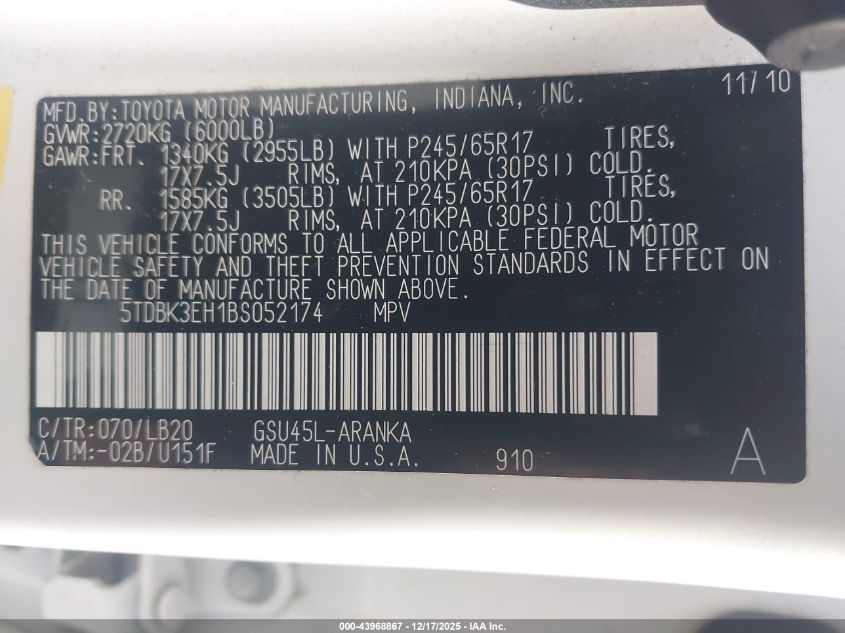 11/10
MFD.BY:TOYOTA MOTOR MANUFACTURING, INDIANA, INC.
GVWR:2720KG (6000LB)
GAWR:FRT. 1340KG (2955LB) WITH P245/65R17 TIRES,
17X7.5J RIMS, AT 210KPA (30PSI) COLD.
RR. 1585KG (3505LB) WITH P245/65R17 TIRES,
17X7.5J RIMS, AT 210KPA (30PSI) COLD.
THIS VEHICLE CONFORMS TO ALL APPLICABLE FEDERAL MOTOR
VEHICLE SAFETY AND THEFT PREVENTION STANDARDS IN EFFECT ON
THE DATE OF MANUFACTURE SHOWN ABOVE.
5TDBK3EH1BS052174 MPV
C/TR:070/LB20 GSU45L-ARANKA
A/TM:-02B/U151F MADE IN U.S.A. 910 A
000-43968867 - 12/17/2025 - IAA Inc.